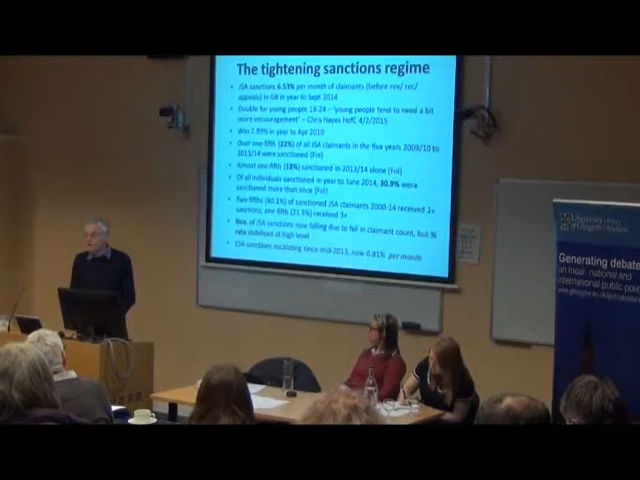 The tightening sanctions regime
• JSA sanctions 6.53% per month of claimants (before rev/ rec/
appeals) in GB in year to Sept 2014
• Double for young people 18-24 – 'young people tend to need a bit
more encouragement' – Chris Hayes HofC 4/2/2015
• Was 2.89% in year to Apr 2010
• Over one-fifth (22%) of all JSA claimants in the five years 2009/10 to
2013/14 were sanctioned (FoI)
• Almost one-fifth (18%) sanctioned in 2013/14 alone (FoI)
• Of all individuals sanctioned in year to June 2014, 30.9% were
sanctioned more than once (FoI)
• Two-fifths (40.1%) of sanctioned JSA claimants 2000-14 received 2+
sanctions; one fifth (21.5%) received 3+
• Nos. of JSA sanctions now falling due to fall in claimant count, but %
rate stabilised at high level
• ESA sanctions escalating since mid-2013, now 0.81% per month
University of Glasgow
Generating debate
on local, national and
international public policy